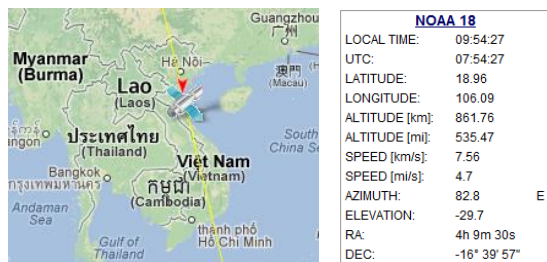 Guangzhou
广州
Myanmar
(Burma)
Hà Nội
澳門
(Macau)
Lao
(Laos)
ประเทศไทย
(Thailand)
South
China Se
Việt Nam
(Vietnam)
Bangkok
กรุงเทพมหานคร
កម្ពុជា
(Cambodia)
Andaman
Sea
thành phố
Hồ Chí Minh
Gulf of
Thailand
NOAA 18
LOCAL TIME: 09:54:27
UTC: 07:54:27
LATITUDE: 18.96
LONGITUDE: 106.09
ALTITUDE [km]: 861.76
ALTITUDE [mi]: 535.47
SPEED [km/s]: 7.56
SPEED [mi/s]: 4.7
AZIMUTH: 82.8 E
ELEVATION: -29.7
RA: 4h 9m 30s
DEC: -16° 39' 57"